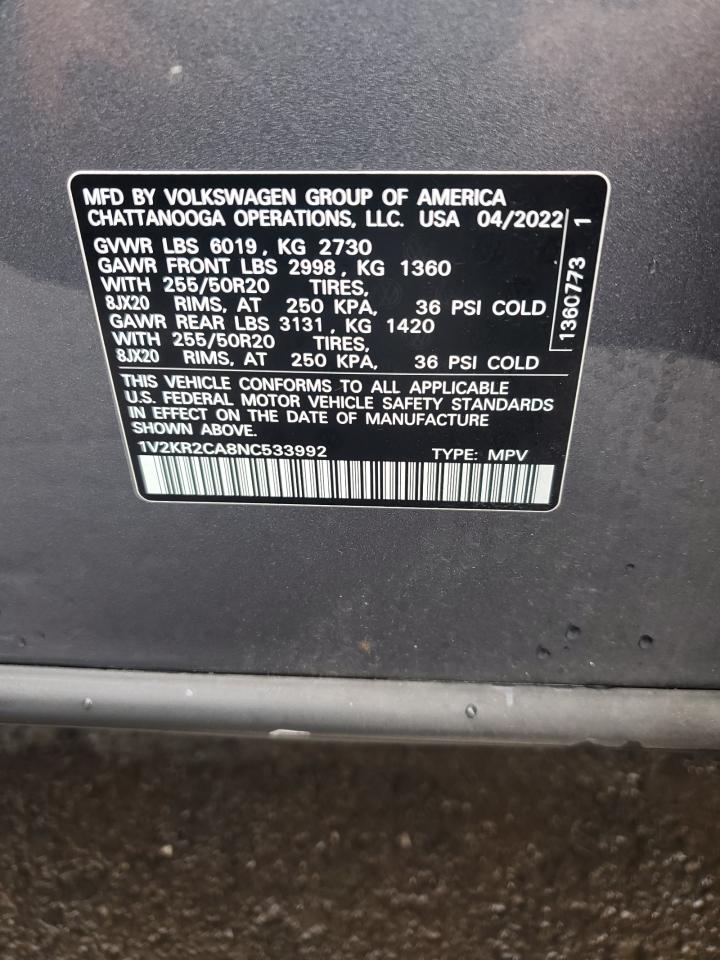 MFD BY VOLKSWAGEN GROUP OF AMERICA
CHATTANOOGA OPERATIONS, LLC. USA 04/2022
GVWR LBS 6019, KG 2730
GAWR FRONT LBS 2998, KG 1360
WITH 255/50R20 TIRES,
8JX20 RIMS, AT 250 KPA, 36 PSI COLD
GAWR REAR LBS 3131, KG 1420
WITH 255/50R20 TIRES,
8JX20 RIMS, AT 250 KPA, 36 PSI COLD
THIS VEHICLE CONFORMS TO ALL APPLICABLE
U.S. FEDERAL MOTOR VEHICLE SAFETY STANDARDS
IN EFFECT ON THE DATE OF MANUFACTURE
SHOWN ABOVE.
1V2KR2CA8NC533992 TYPE: MPV
1360773 1